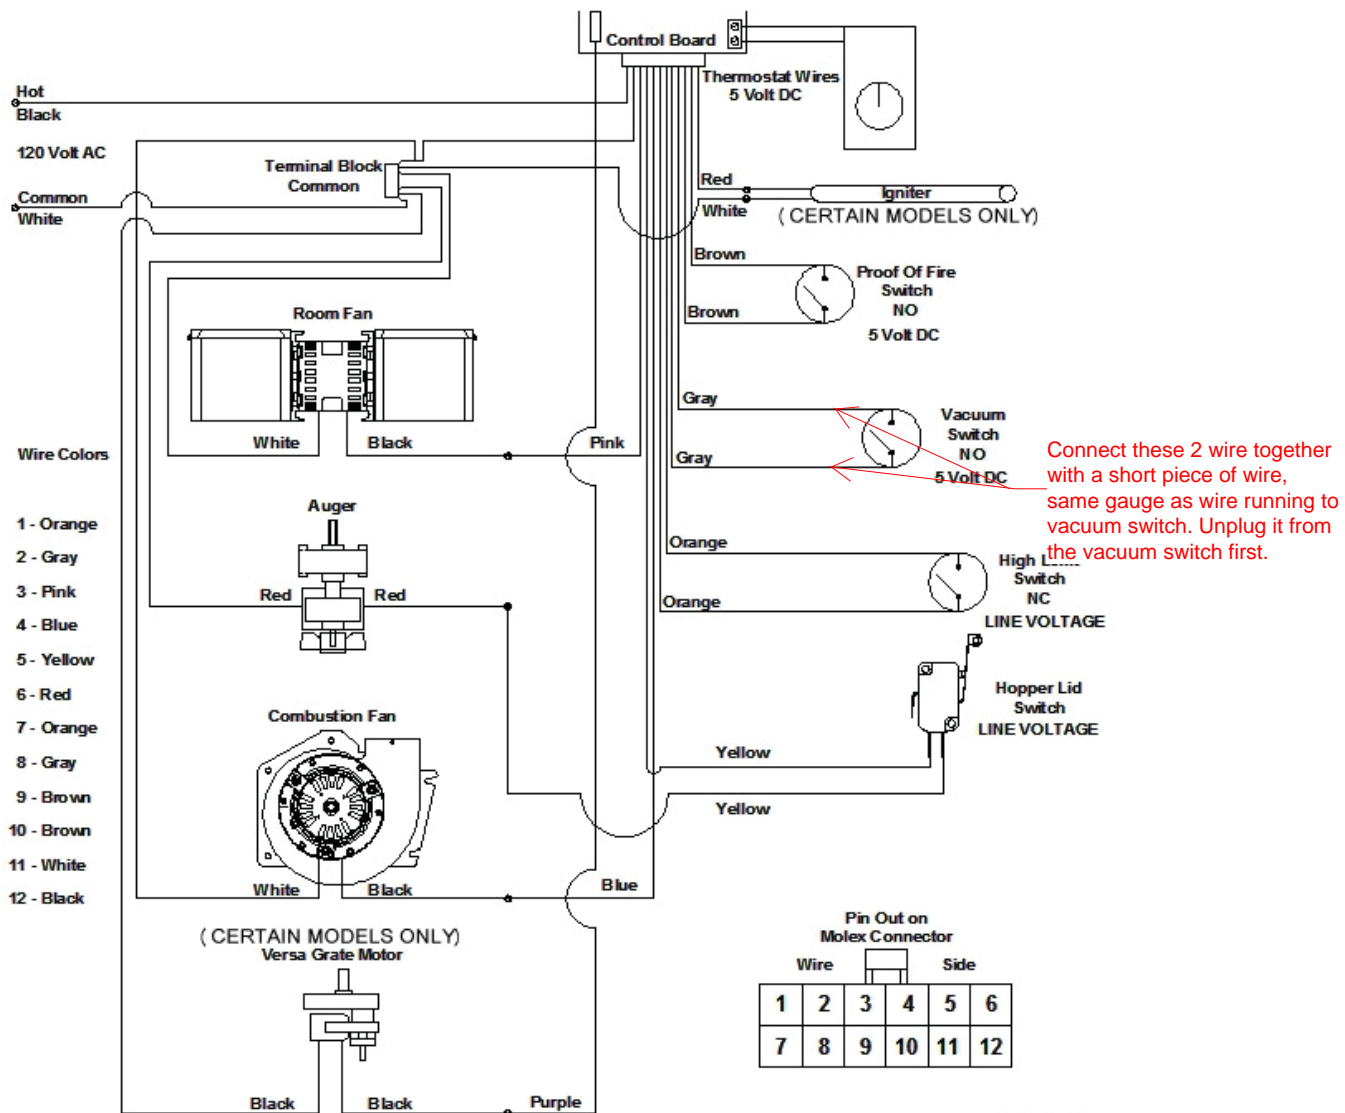 Control Board
Thermostat Wires
5 Volt DC
Hot
Black
120 Volt AC
Terminal Block
Common
Common
White
Red
White
Igniter
( CERTAIN MODELS ONLY)
Brown
Brown
Proof Of Fire
Switch
NO
5 Volt DC
Room Fan
White
Black
Pink
Gray
Gray
Vacuum
Switch
NO
5 Volt DC
Connect these 2 wire together
with a short piece of wire,
same gauge as wire running to
vacuum switch. Unplug it from
the vacuum switch first.
Wire Colors
1 - Orange
2 - Gray
3 - Pink
4 - Blue
5 - Yellow
6 - Red
7 - Orange
8 - Gray
9 - Brown
10 - Brown
11 - White
12 - Black
Auger
Red
Red
Orange
Orange
High
Switch
NC
LINE VOLTAGE
Hopper Lid
Switch
LINE VOLTAGE
Yellow
Yellow
Combustion Fan
White
Black
Blue
( CERTAIN MODELS ONLY)
Versa Grate Motor
Black
Black
Purple
Pin Out on
Molex Connector
Wire Side
1 2 3 4 5 6
7 8 9 10 11 12